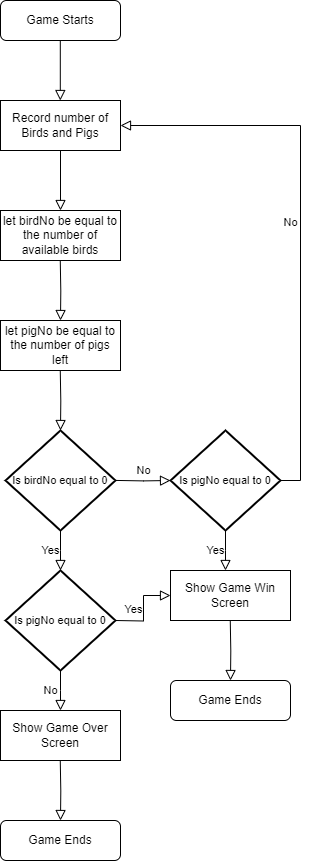 Game Starts
Record number of
Birds and Pigs
No
let birdNo be equal to
the number of
available birds
let pigNo be equal to
the number of pigs
left
Is birdNo equal to 0
No
Is pigNo equal to 0
Yes
Yes
Is pigNo equal to 0
Yes
Show Game Win
Screen
No
Game Ends
Show Game Over
Screen
Game Ends